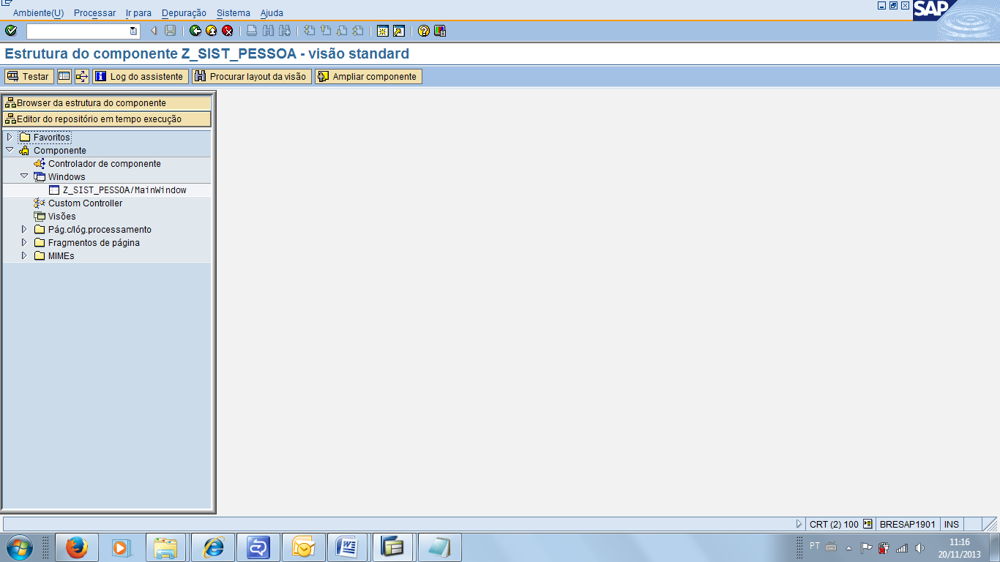 Ambiente(U) Processar Ir para Depuração Sistema Ajuda
SAP
Estrutura do componente Z_SIST_PESSOA - visão standard
Testar Log do assistente Procurar layout da visão Ampliar componente
Browser da estrutura do componente
Editor do repositório em tempo execução
Favoritos
Componente
Controlador de componente
Windows
Z_SIST_PESSOA/MainWindow
Custom Controller
Visões
Pág.c/lóg.processamento
Fragmentos de página
MIMEs
CRT (2) 100 BRESAP1901 INS
PT 11:16
20/11/2013